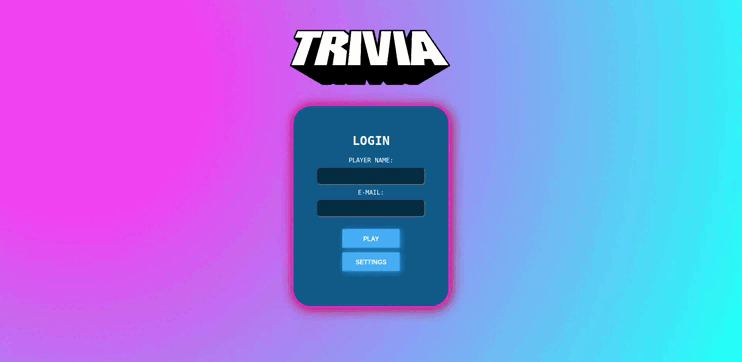 TRIVIA
LOGIN
PLAYER NAME:
E-MAIL:
PLAY
SETTINGS